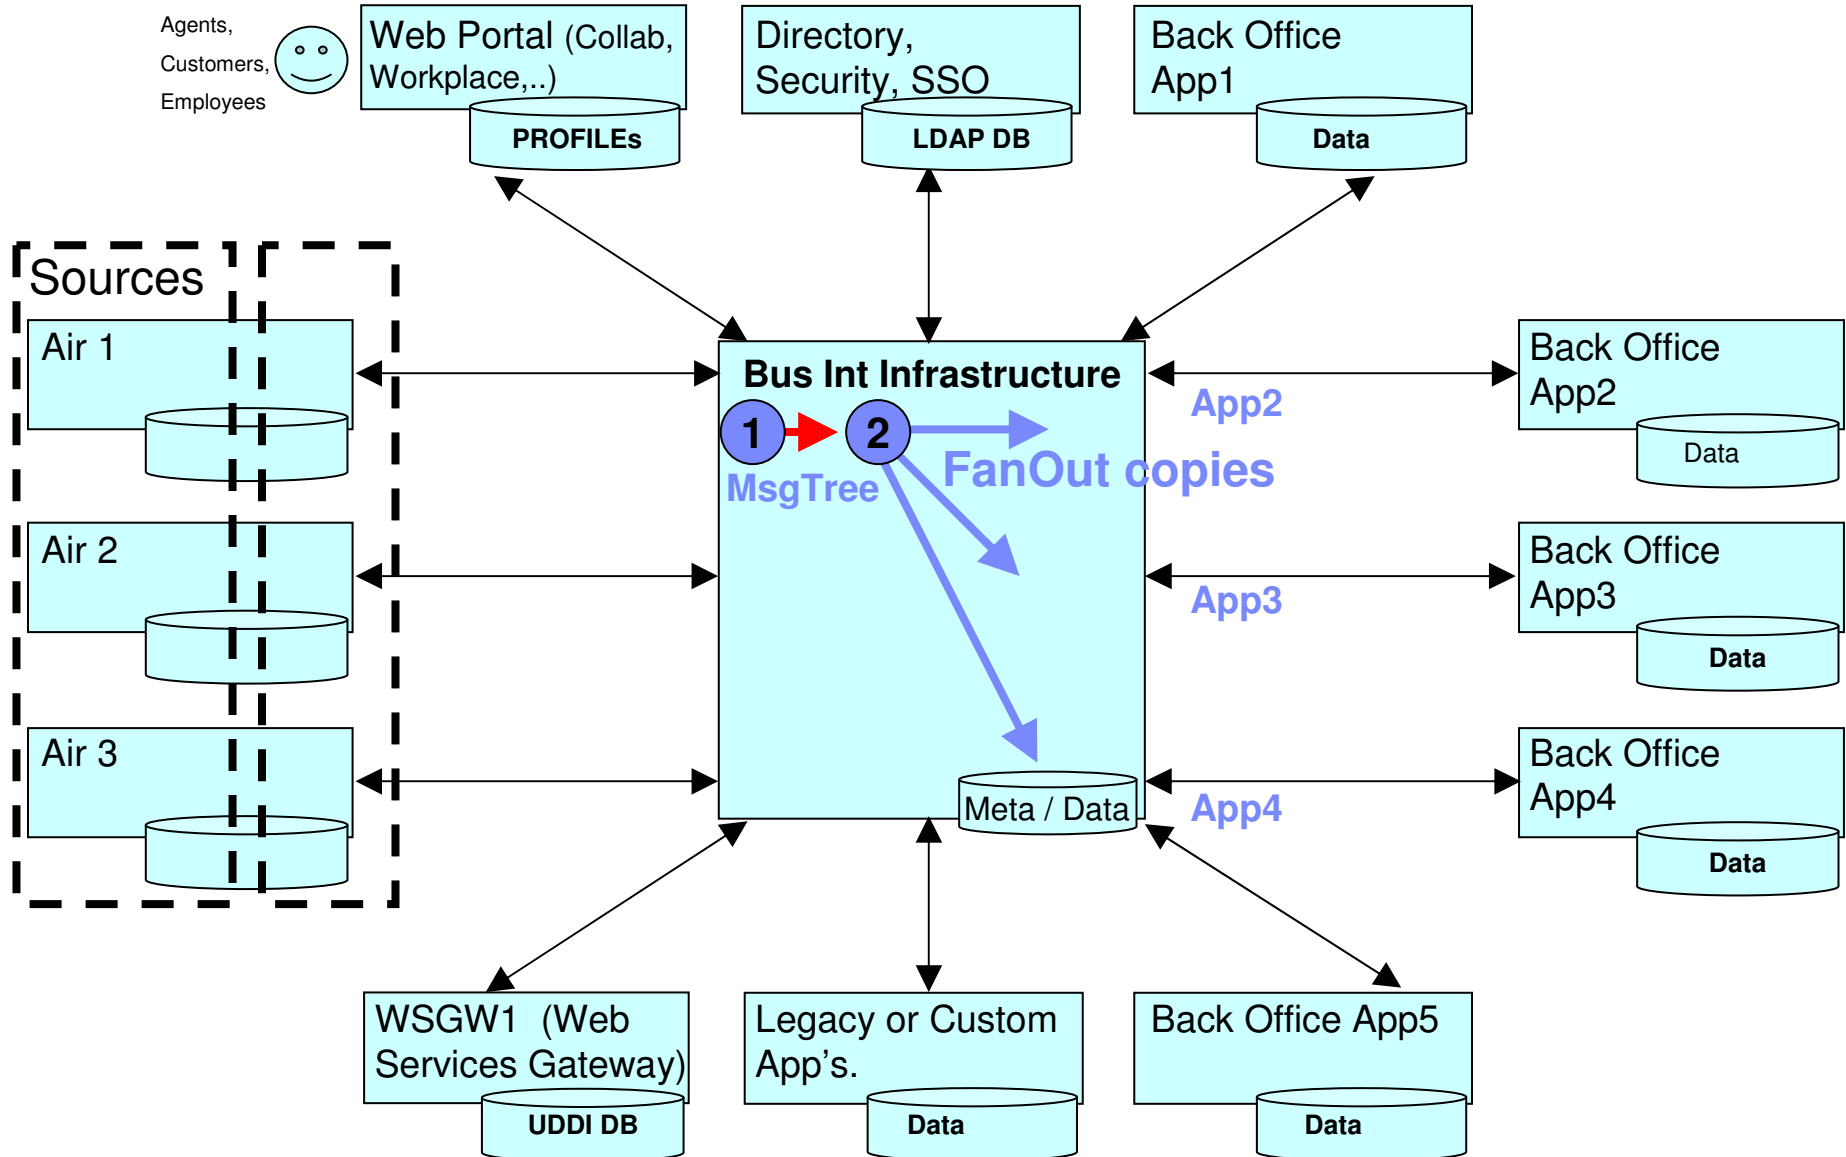 Agents,
Customers,
Employees
Web Portal (Collab,
Workplace,..)
PROFILEs
Directory,
Security, SSO
LDAP DB
Back Office
App1
Data
Sources
Air 1
Air 2
Air 3
Bus Int Infrastructure
1
2
MsgTree
FanOut copies
Meta / Data
App2
App3
App4
Back Office
App2
Data
Back Office
App3
Data
Back Office
App4
Data
WSGW1 (Web
Services Gateway)
UDDI DB
Legacy or Custom
App's.
Data
Back Office App5
Data